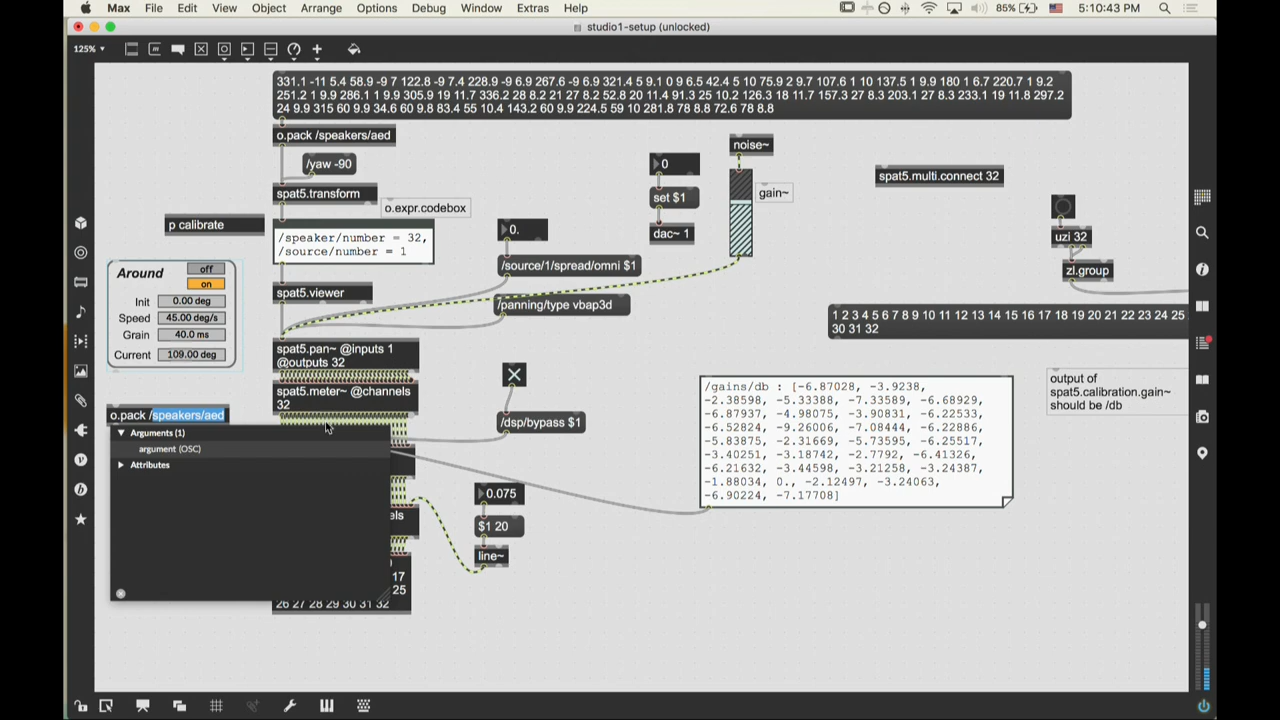 Max File Edit View Object Arrange Options Debug Window Extras Help
85% 5:10:43 PM
studio1-setup (unlocked)
125%
331.1 -11 5.4 58.9 -9 7 122.8 -9 7.4 228.9 -9 6.9 267.6 -9 6.9 321.4 5 9.1 0 9 6.5 42.4 5 10 75.9 2 9.7 107.6 1 10 137.5 1 9.9 180 1 6.7 220.7 1 9.2
251.2 1 9.9 286.1 1 9.9 305.9 19 11.7 336.2 28 8.2 21 27 8.2 52.8 20 11.4 91.3 25 10.2 126.3 18 11.7 157.3 27 8.3 203.1 27 8.3 233.1 19 11.8 297.2
24 9.9 315 60 9.9 34.6 60 9.8 83.4 55 10.4 143.2 60 9.9 224.5 59 10 281.8 78 8.8 72.6 78 8.8
o.pack /speakers/aed
/yaw -90
spat5.transform
o.expr.codebox
p calibrate
/speaker/number = 32,
/source/number = 1
spat5.viewer
0.
/source/1/spread/omni $1
/panning/type vbap3d
0
set $1
dac~ 1
noise~
gain~
spat5.multi.connect 32
uzi 32
zl.group
1 2 3 4 5 6 7 8 9 10 11 12 13 14 15 16 17 18 19 20 21 22 23 24 25
30 31 32
Around
off
on
Init 0.00 deg
Speed 45.00 deg/s
Grain 40.0 ms
Current 109.00 deg
spat5.pan~ @inputs 1
@outputs 32
spat5.meter~ @channels
32
/dsp/bypass $1
/gains/db : [-6.87028, -3.9238,
-2.38598, -5.33388, -7.33589, -6.68929,
-6.87937, -4.98075, -3.90831, -6.22533,
-6.52824, -9.26006, -7.08444, -6.22886,
-5.83875, -2.31669, -5.73595, -6.25517,
-3.40251, -3.18742, -2.7792, -6.41326,
-6.21632, -3.44598, -3.21258, -3.24387,
-1.88034, 0., -2.12497, -3.24063,
-6.90224, -7.17708]
output of
spat5.calibration.gain~
should be /db
o.pack /speakers/aed
Arguments (1)
argument (OSC)
Attributes
els
17
25
26 27 28 29 30 31 32
0.075
$1 20
line~